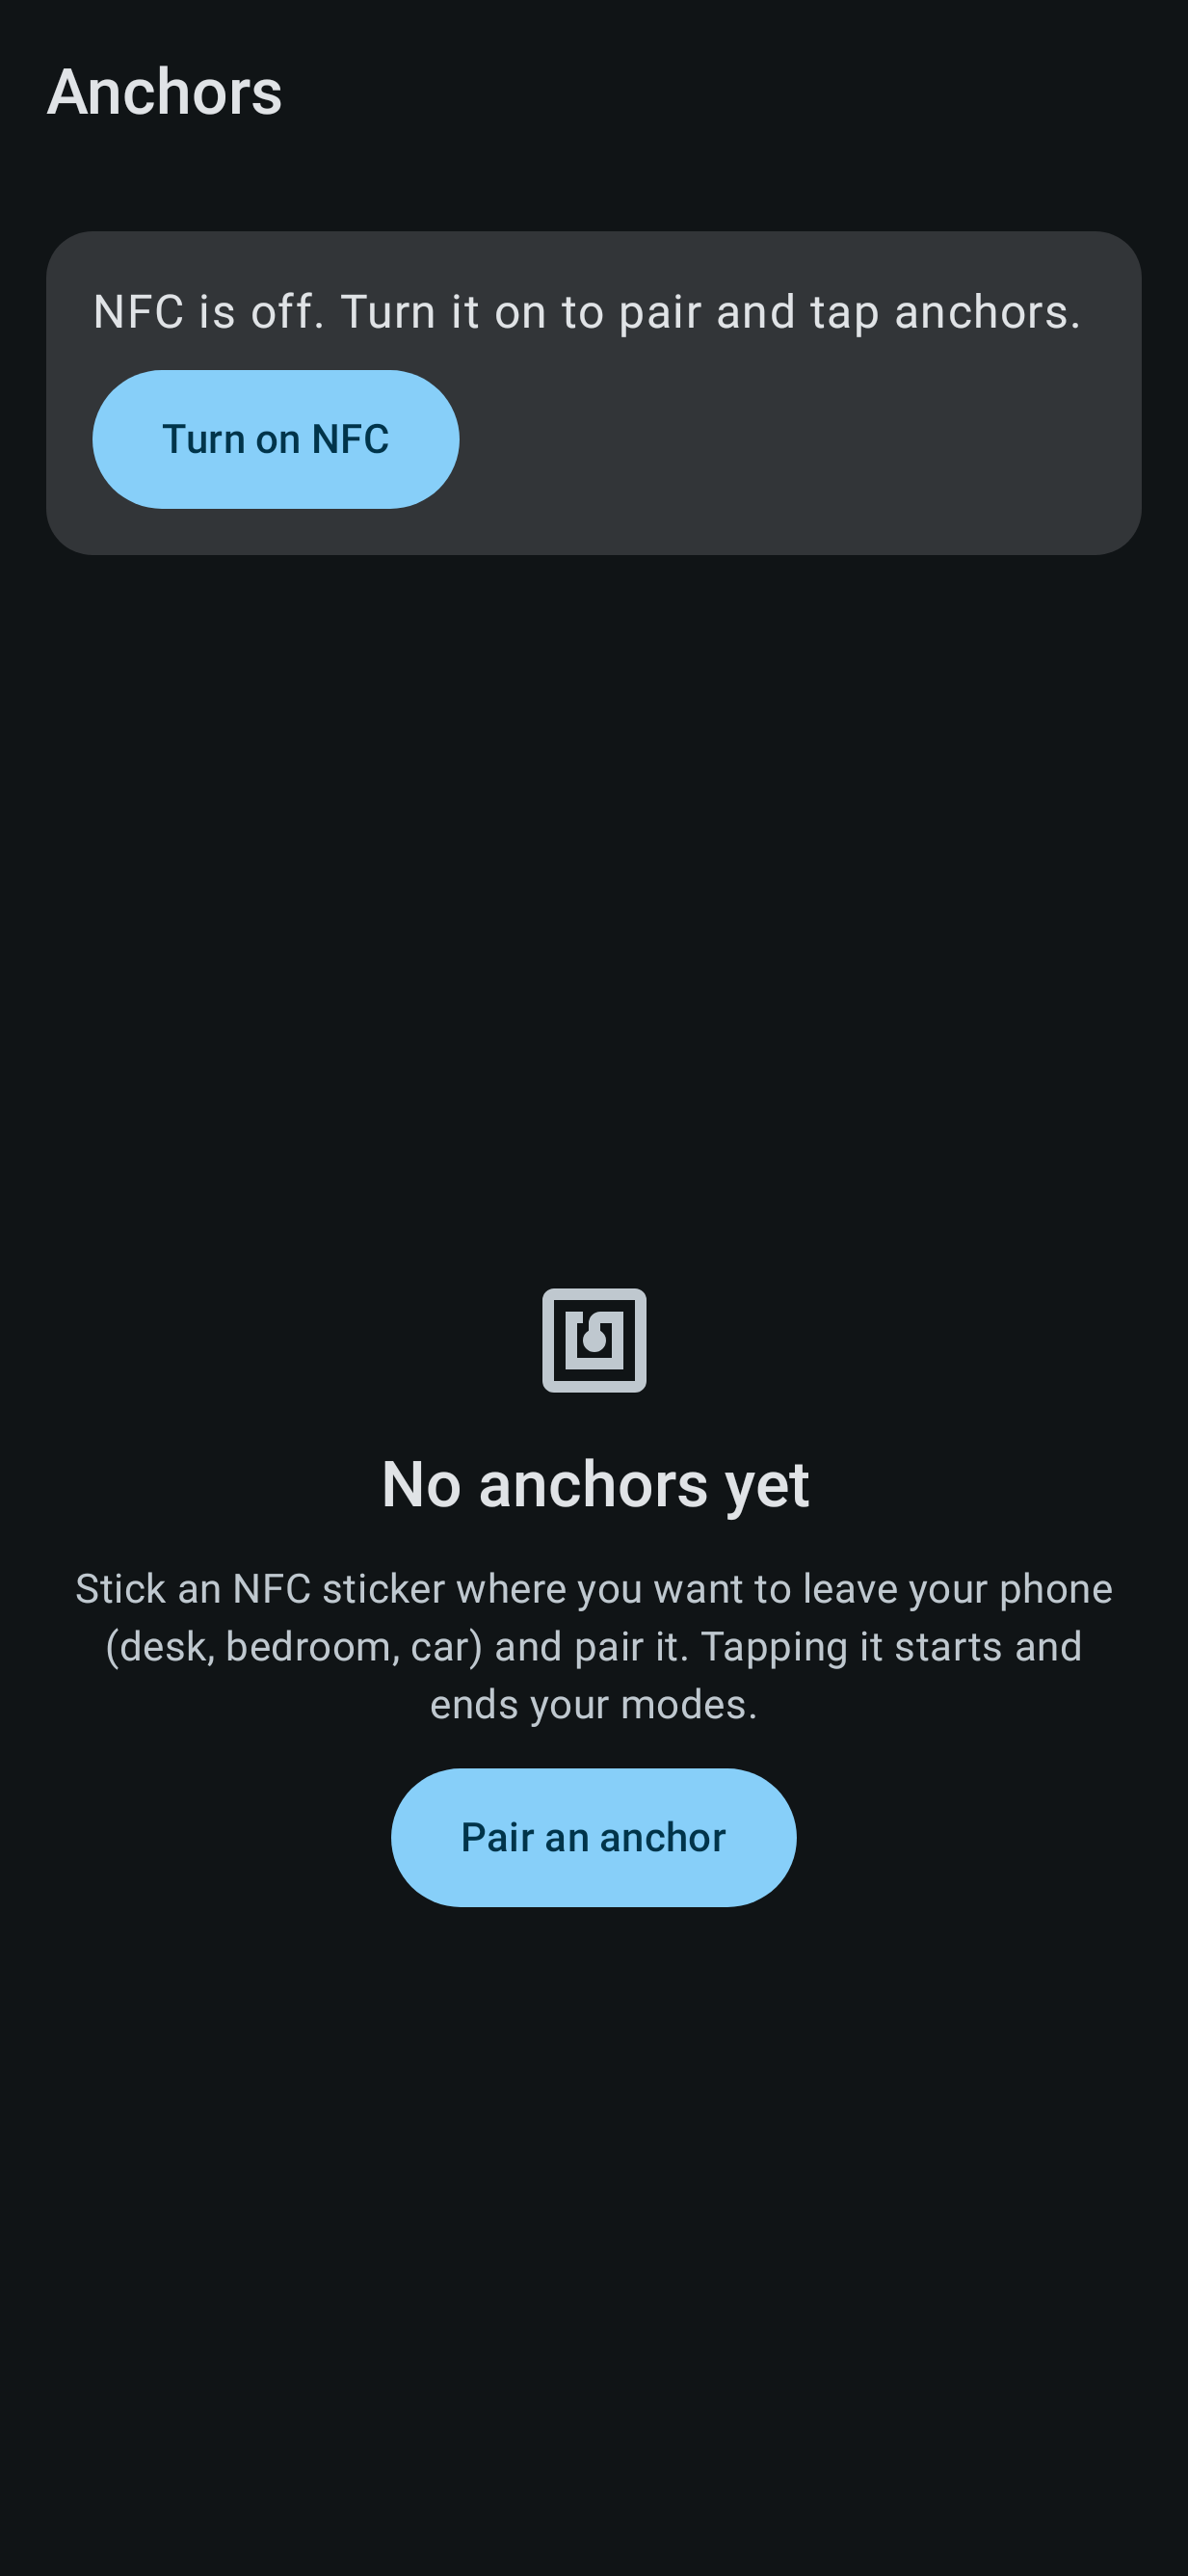 Anchors
NFC is off. Turn it on to pair and tap anchors.
Turn on NFC
No anchors yet
Stick an NFC sticker where you want to leave your phone
(desk, bedroom, car) and pair it. Tapping it starts and
ends your modes.
Pair an anchor